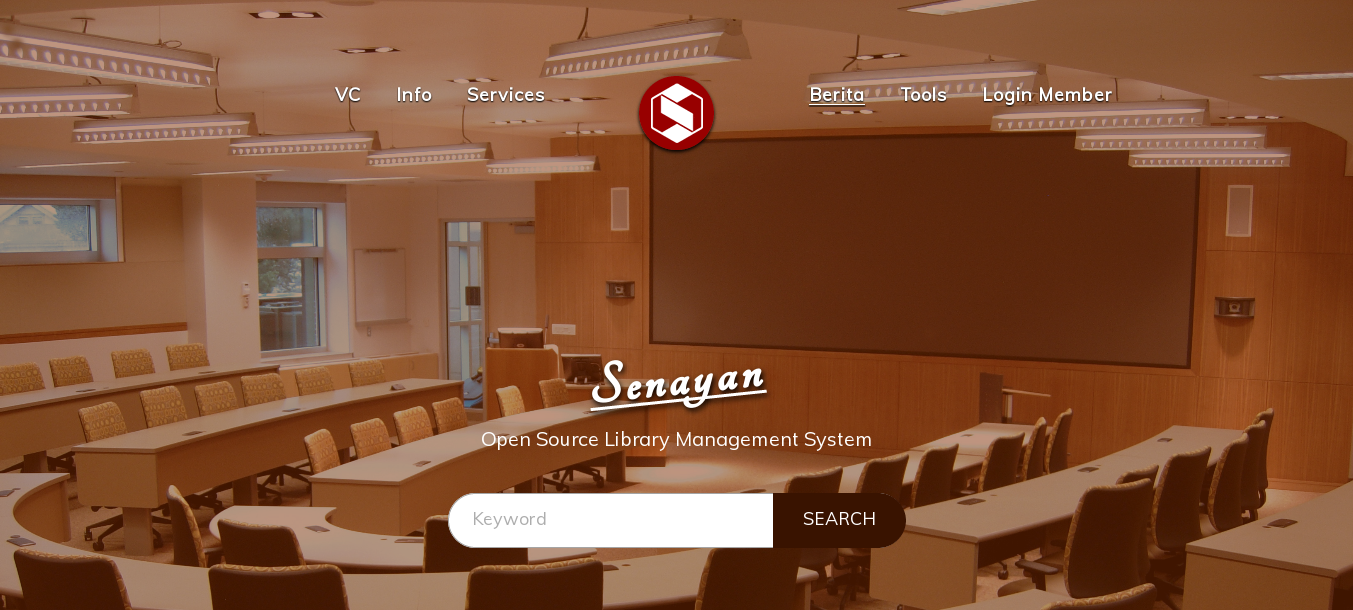 VC Info Services Berita Tools Login Member
Senayan
Open Source Library Management System
Keyword SEARCH